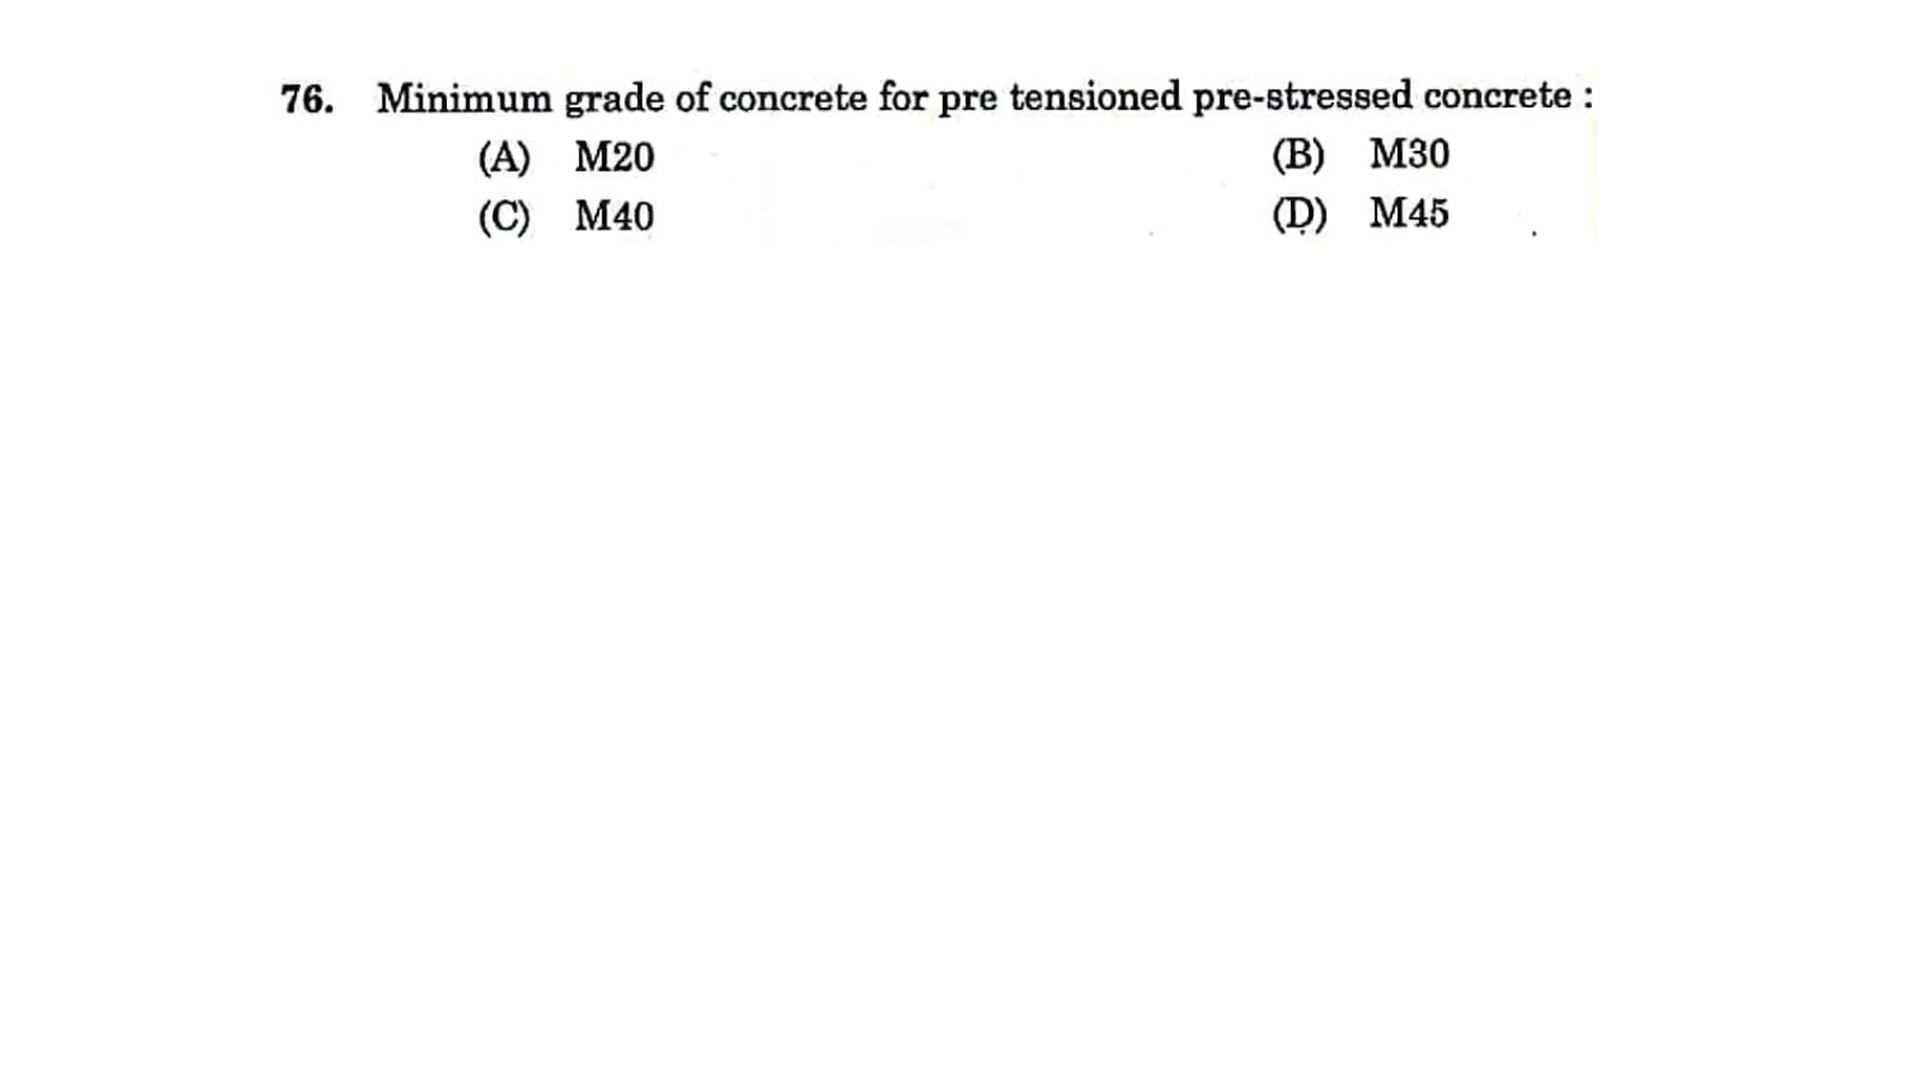 76. Minimum grade of concrete for pre tensioned pre-stressed concrete :
(A) M20 (B) M30
(C) M40 (D) M45